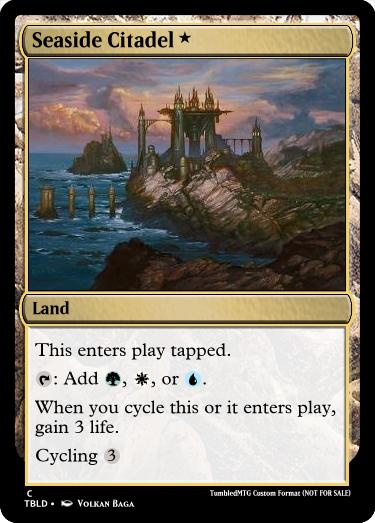 Seaside Citadel★
Land
This enters play tapped.
: Add , , or .
When you cycle this or it enters play,
gain 3 life.
Cycling 3
C
TBLD • Volkan Baga
TumbledMTG Custom Format (NOT FOR SALE)